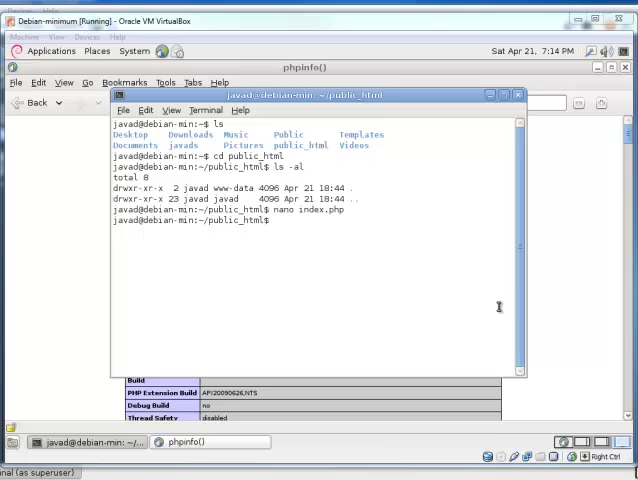 Debian-minimum [Running] - Oracle VM VirtualBox
Machine View Devices Help
Applications Places System Sat Apr 21, 7:14 PM
phpinfo()
File Edit View Go Bookmarks Tools Tabs Help
Back
javad@debian-min: ~/public_html
File Edit View Terminal Help
javad@debian-min:~$ ls
Desktop Downloads Music Public Templates
Documents javads Pictures public_html Videos
javad@debian-min:~$ cd public_html
javad@debian-min:~/public_html$ ls -al
total 8
drwxr-xr-x 2 javad www-data 4096 Apr 21 18:44 .
drwxr-xr-x 23 javad javad 4096 Apr 21 18:44 ..
javad@debian-min:~/public_html$ nano index.php
javad@debian-min:~/public_html$
Build
PHP Extension Build API20090626,NTS
Debug Build no
Thread Safety disabled
javad@debian-min: ~/... phpinfo()
Right Ctrl
nal (as superuser)